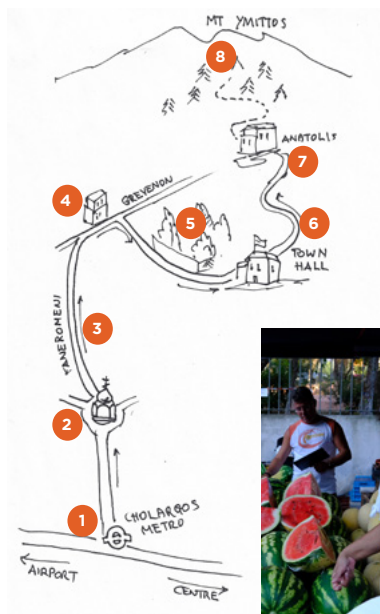 MT YMITTOS
8
ANATOLIS
7
GREVENON
4
5
6
TOWN
HALL
3
FANEROMENI
2
1
CHOLARGOS
METRO
AIRPORT
CENTRE